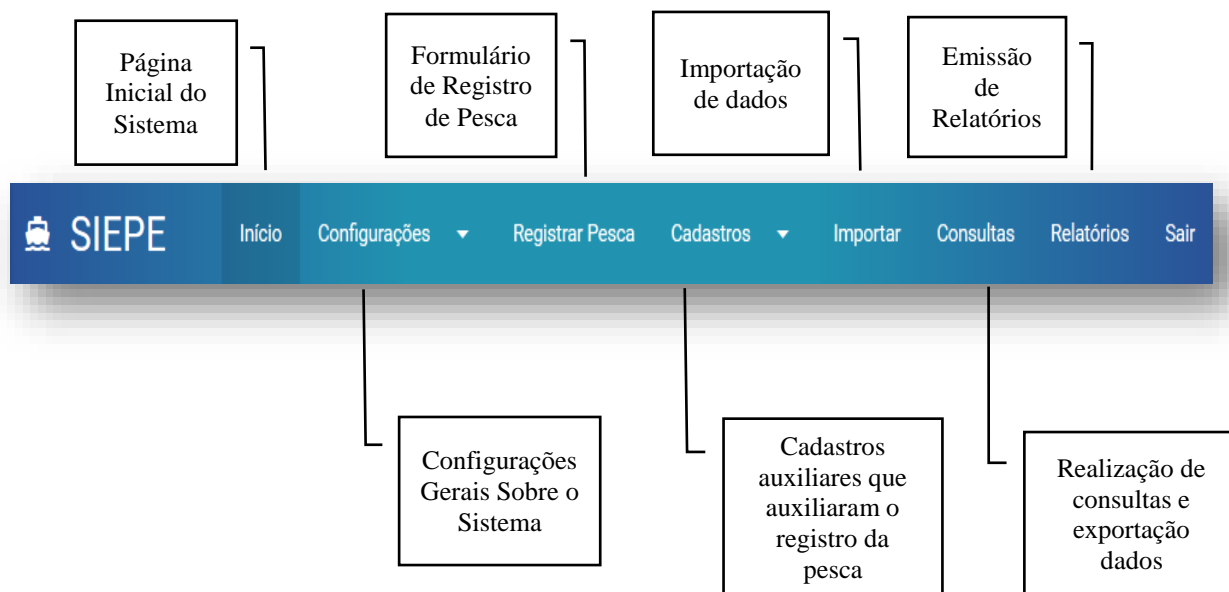 Página
Inicial do
Sistema
Formulário
de Registro
de Pesca
Importação
de dados
Emissão
de
Relatórios
SIEPE Início Configurações Registrar Pesca Cadastros Importar Consultas Relatórios Sair
Configurações
Gerais Sobre o
Sistema
Cadastros
auxiliares que
auxiliaram o
registro da
pesca
Realização de
consultas e
exportação
dados